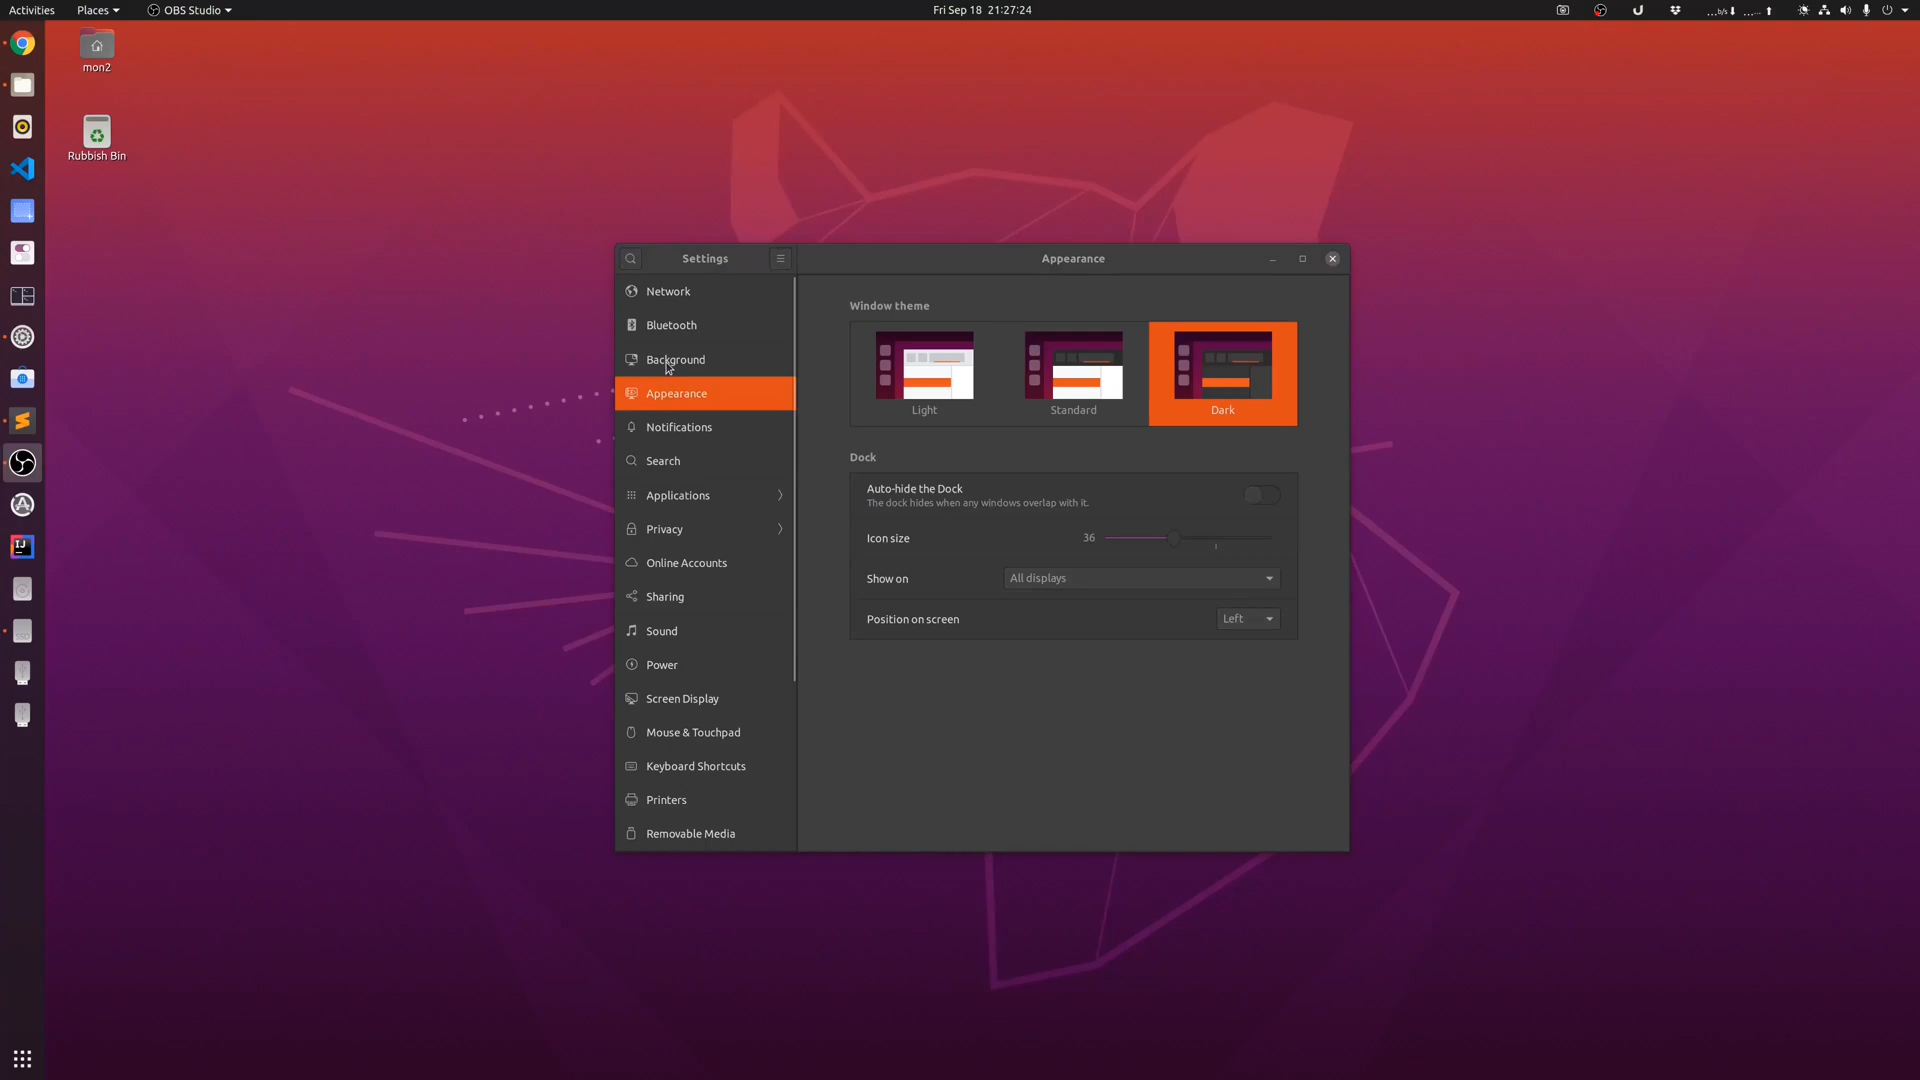 Activities Places OBS Studio Fri Sep 18 21:27:24
mon2
Rubbish Bin
Settings
Appearance
Network
Bluetooth
Background
Appearance
Notifications
Search
Applications
Privacy
Online Accounts
Sharing
Sound
Power
Screen Display
Mouse & Touchpad
Keyboard Shortcuts
Printers
Removable Media
Window theme
Light Standard Dark
Dock
Auto-hide the Dock
The dock hides when any windows overlap with it.
Icon size 36
Show on All displays
Position on screen Left
IJ
SSD